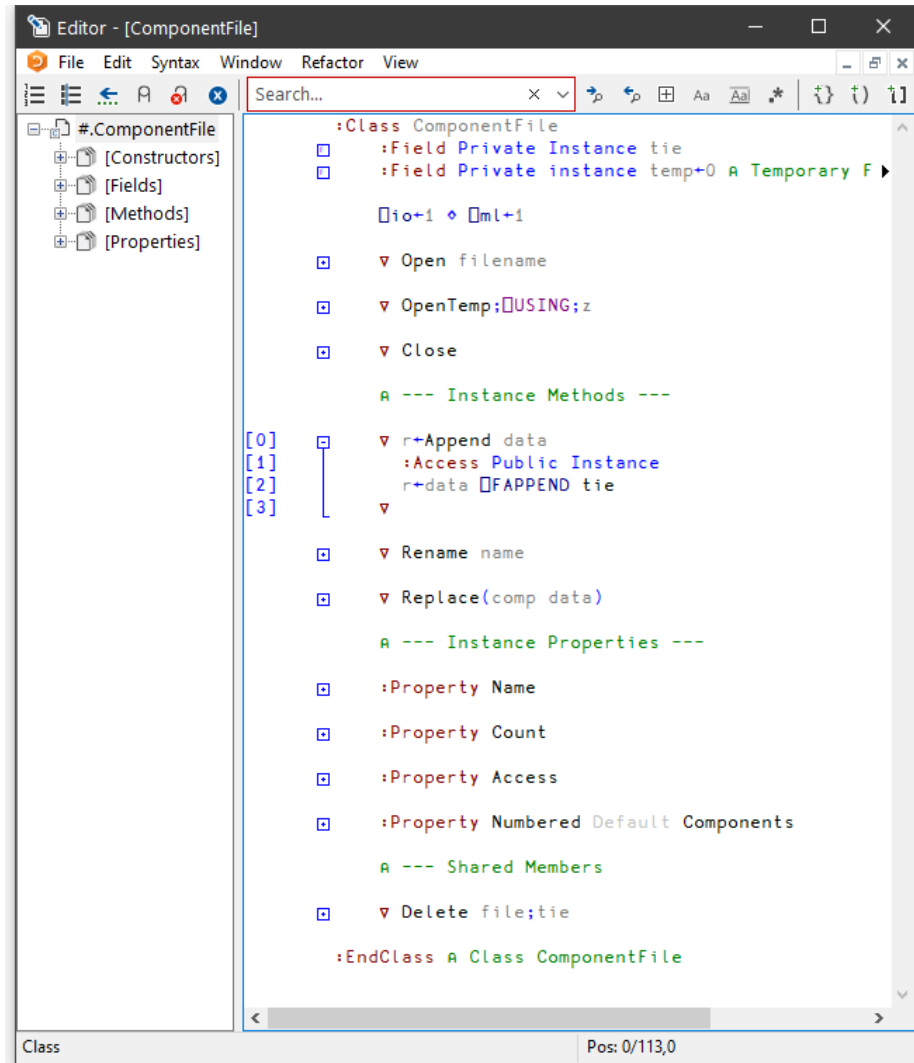 Editor - [ComponentFile]
File Edit Syntax Window Refactor View
Search...
#.ComponentFile
[Constructors]
[Fields]
[Methods]
[Properties]
:Class ComponentFile
:Field Private Instance tie
:Field Private instance temp←0 ⍝ Temporary F
⎕io←1 ⋄ ⎕ml←1
∇ Open filename
∇ OpenTemp;⎕USING;z
∇ Close
⍝ --- Instance Methods ---
[0] ∇ r←Append data
[1] :Access Public Instance
[2] r←data ⎕FAPPEND tie
[3] ∇
∇ Rename name
∇ Replace(comp data)
⍝ --- Instance Properties ---
:Property Name
:Property Count
:Property Access
:Property Numbered Default Components
⍝ --- Shared Members
∇ Delete file;tie
:EndClass ⍝ Class ComponentFile
Class Pos: 0/113,0